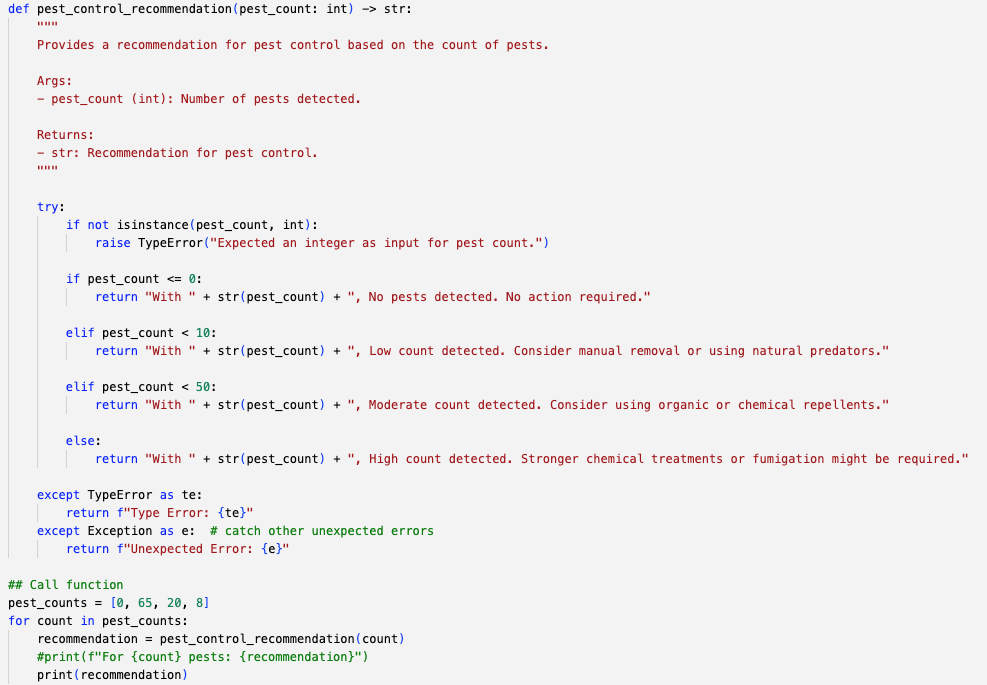 def pest_control_recommendation(pest_count: int) -> str:
    """
    Provides a recommendation for pest control based on the count of pests.

    Args:
    - pest_count (int): Number of pests detected.

    Returns:
    - str: Recommendation for pest control.
    """

    try:
        if not isinstance(pest_count, int):
            raise TypeError("Expected an integer as input for pest count.")

        if pest_count <= 0:
            return "With " + str(pest_count) + ", No pests detected. No action required."

        elif pest_count < 10:
            return "With " + str(pest_count) + ", Low count detected. Consider manual removal or using natural predators."

        elif pest_count < 50:
            return "With " + str(pest_count) + ", Moderate count detected. Consider using organic or chemical repellents."

        else:
            return "With " + str(pest_count) + ", High count detected. Stronger chemical treatments or fumigation might be required."

    except TypeError as te:
        return f"Type Error: {te}"
    except Exception as e:  # catch other unexpected errors
        return f"Unexpected Error: {e}"

## Call function
pest_counts = [0, 65, 20, 8]
for count in pest_counts:
    recommendation = pest_control_recommendation(count)
    #print(f"For {count} pests: {recommendation}")
    print(recommendation)